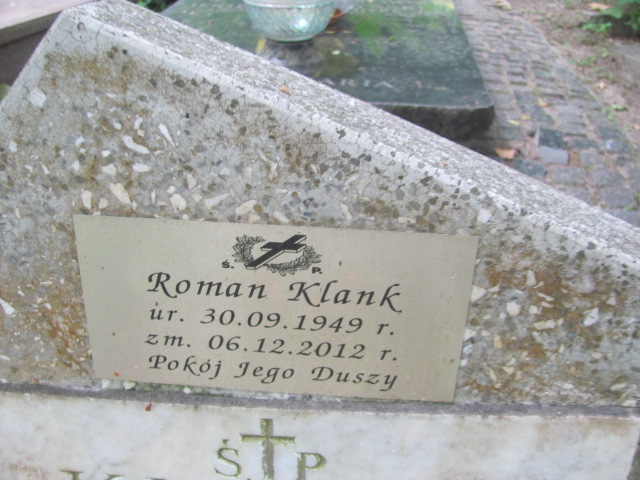 Ś. P.
Roman Klank
ur. 30.09.1949 r.
zm. 06.12.2012 r.
Pokój Jego Duszy
Ś P